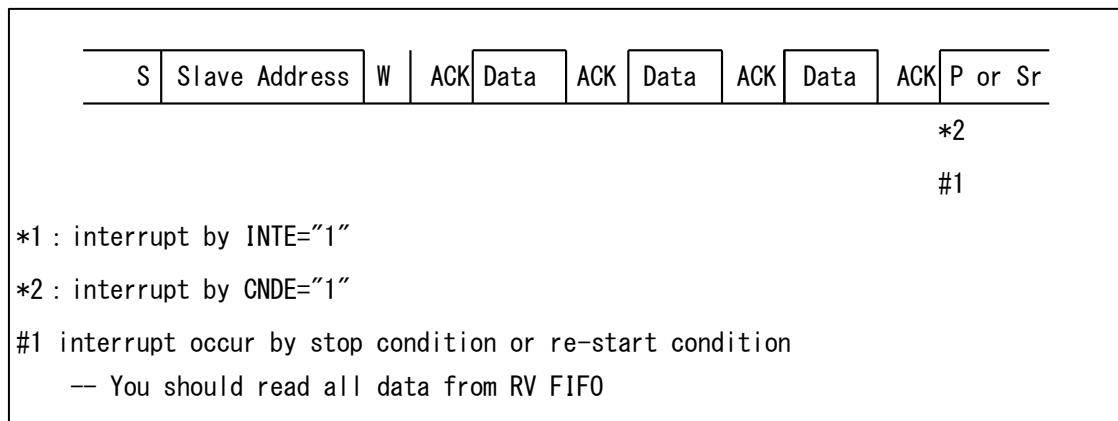 S Slave Address W ACK Data ACK Data ACK Data ACK P or Sr
*2
#1
*1 : interrupt by INTE="1"
*2 : interrupt by CNDE="1"
#1 interrupt occur by stop condition or re-start condition
-- You should read all data from RV FIFO